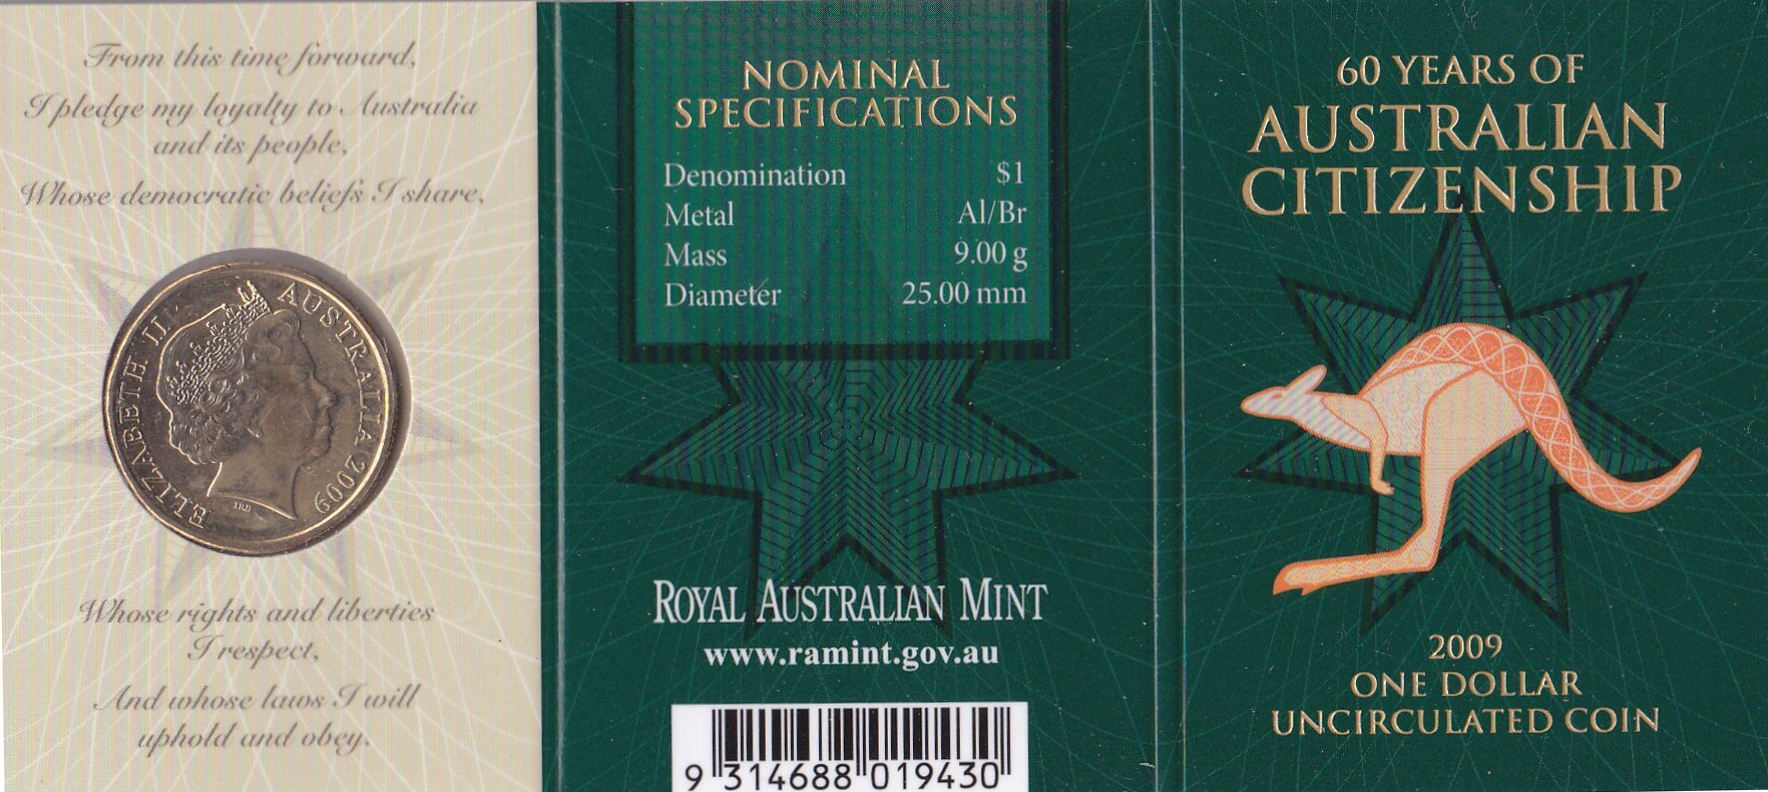 From this time forward,
I pledge my loyalty to Australia
and its people,
Whose democratic beliefs I share,
ELIZABETH II AUSTRALIA 2009
IRB
Whose rights and liberties
I respect,
And whose laws I will
uphold and obey.
NOMINAL
SPECIFICATIONS
Denomination $1
Metal Al/Br
Mass 9.00 g
Diameter 25.00 mm
ROYAL AUSTRALIAN MINT
www.ramint.gov.au
9 314688 019430
60 YEARS OF
AUSTRALIAN
CITIZENSHIP
2009
ONE DOLLAR
UNCIRCULATED COIN